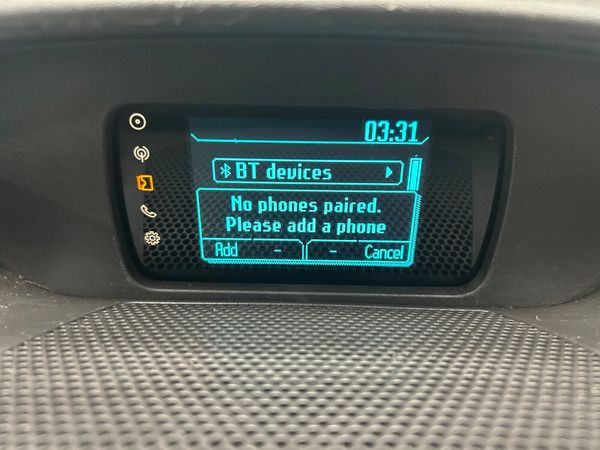 03:31
BT devices
No phones paired.
Please add a phone
Add - - Cancel